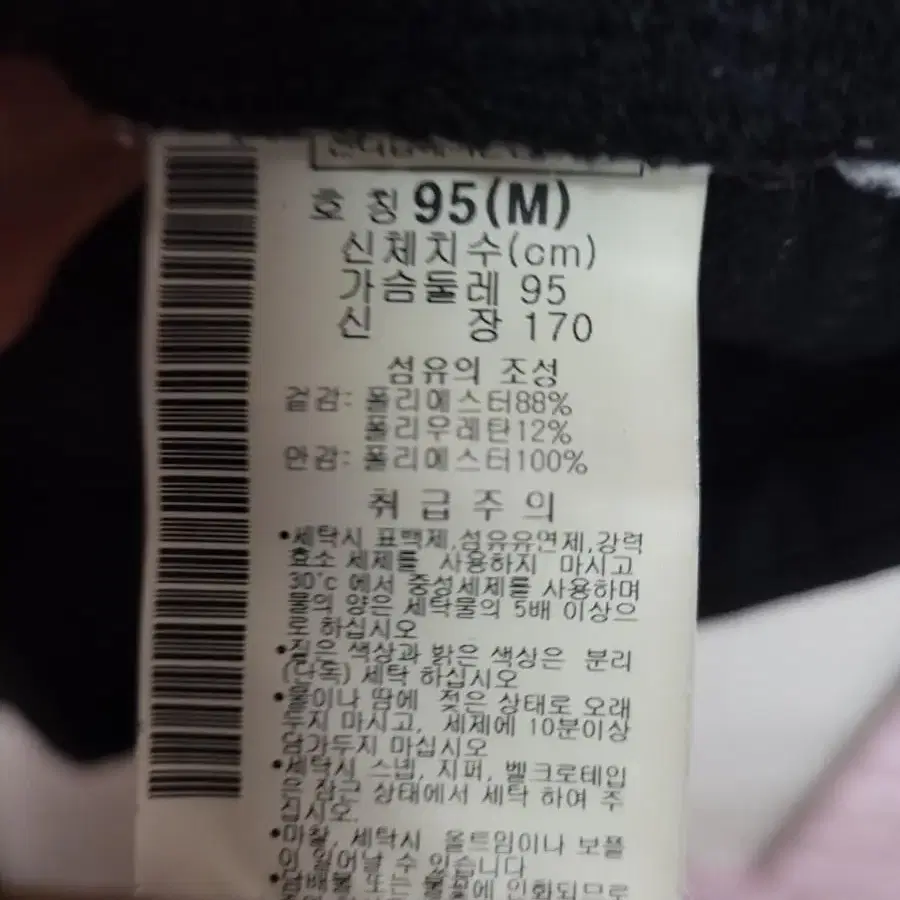 호 칭 95(M)
신체치수(cm)
가슴둘레 95
신 장 170
섬유의 조성
겉감: 폴리에스터88%
폴리우레탄12%
안감: 폴리에스터100%
취 급 주 의
•세탁시 표백제,섬유유연제,강력
효소 세제를 사용하지 마시고
30°c 에서 중성세제를 사용하며
물의 양은 세탁물의 5배 이상으
로 하십시오
•짙은 색상과 밝은 색상은 분리
(단독) 세탁 하십시오
•물이나 땀에 젖은 상태로 오래
두지 마시고, 세제에 10분이상
담가두지 마십시오
•세탁시 스냅, 지퍼, 벨크로테입
은 잠근 상태에서 세탁 하여 주
십시오.
•마찰, 세탁시 올트임이나 보플
이 일어날 수 있습니다
또는 인화되므로